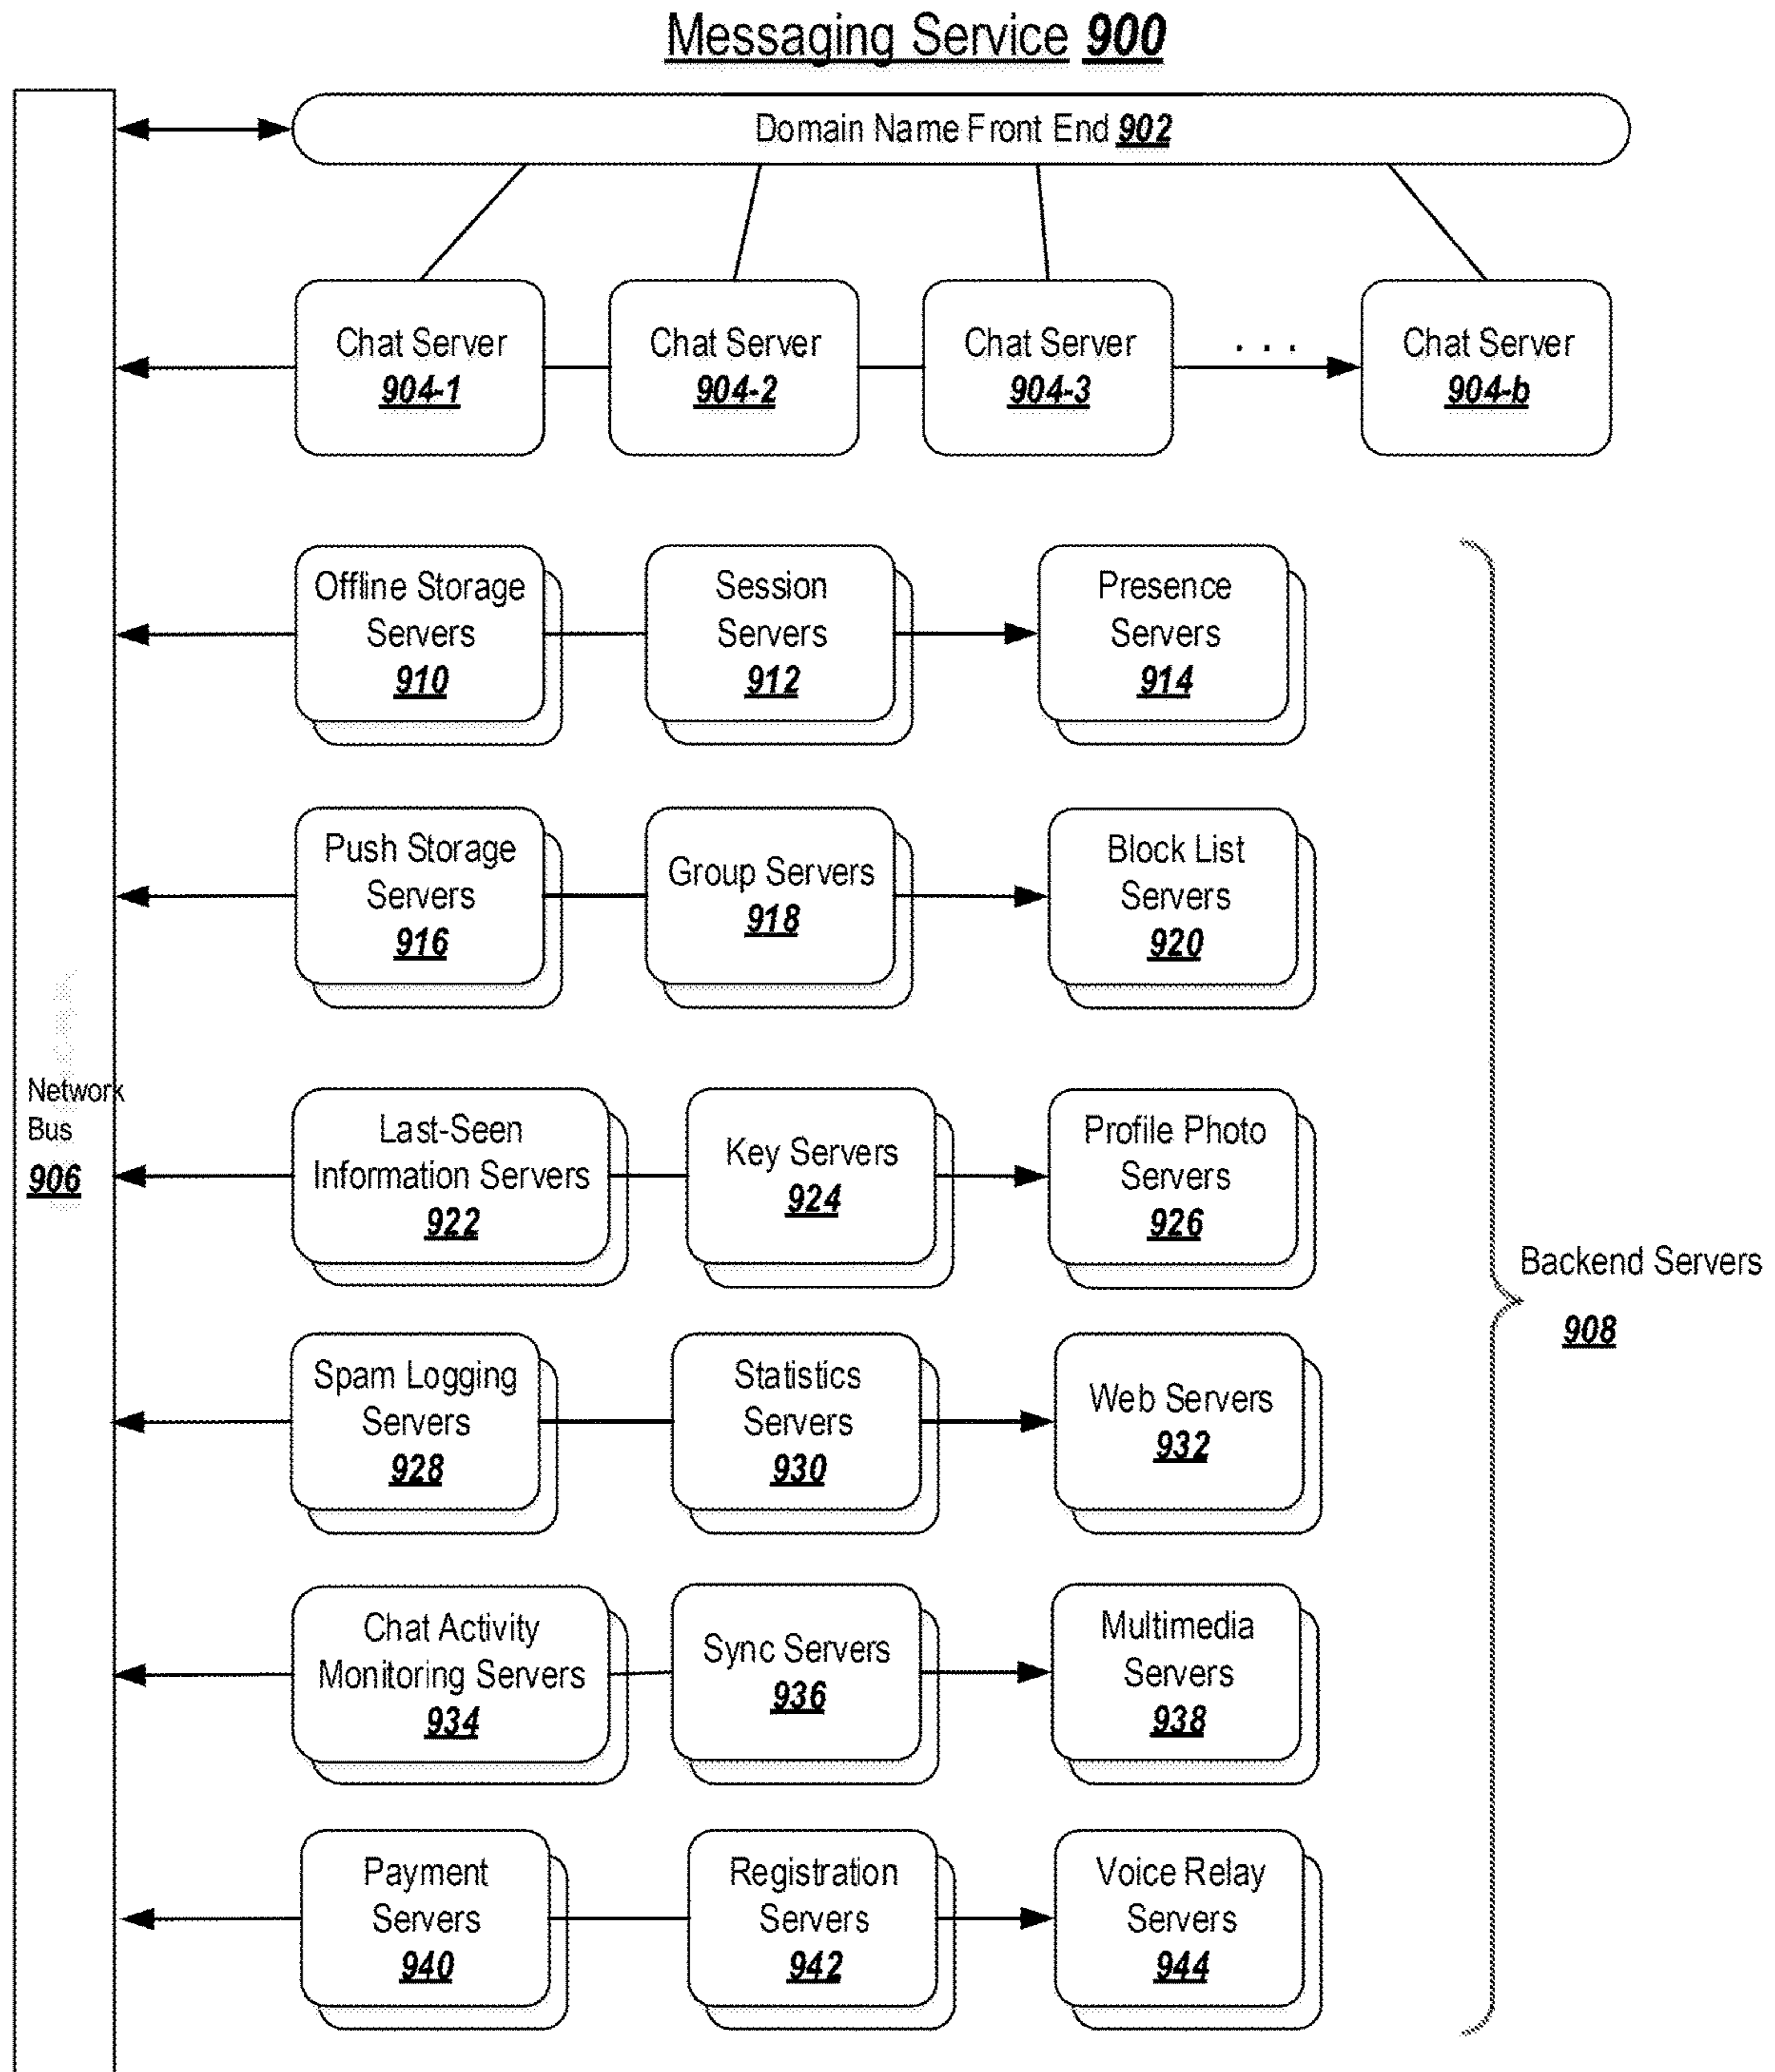 Messaging Service 900
Domain Name Front End 902
Chat Server
904-1
Chat Server
904-2
Chat Server
904-3
. . .
Chat Server
904-b
Offline Storage
Servers
910
Session
Servers
912
Presence
Servers
914
Push Storage
Servers
916
Group Servers
918
Block List
Servers
920
Network
Bus
906
Last-Seen
Information Servers
922
Key Servers
924
Profile Photo
Servers
926
Backend Servers
908
Spam Logging
Servers
928
Statistics
Servers
930
Web Servers
932
Chat Activity
Monitoring Servers
934
Sync Servers
936
Multimedia
Servers
938
Payment
Servers
940
Registration
Servers
942
Voice Relay
Servers
944